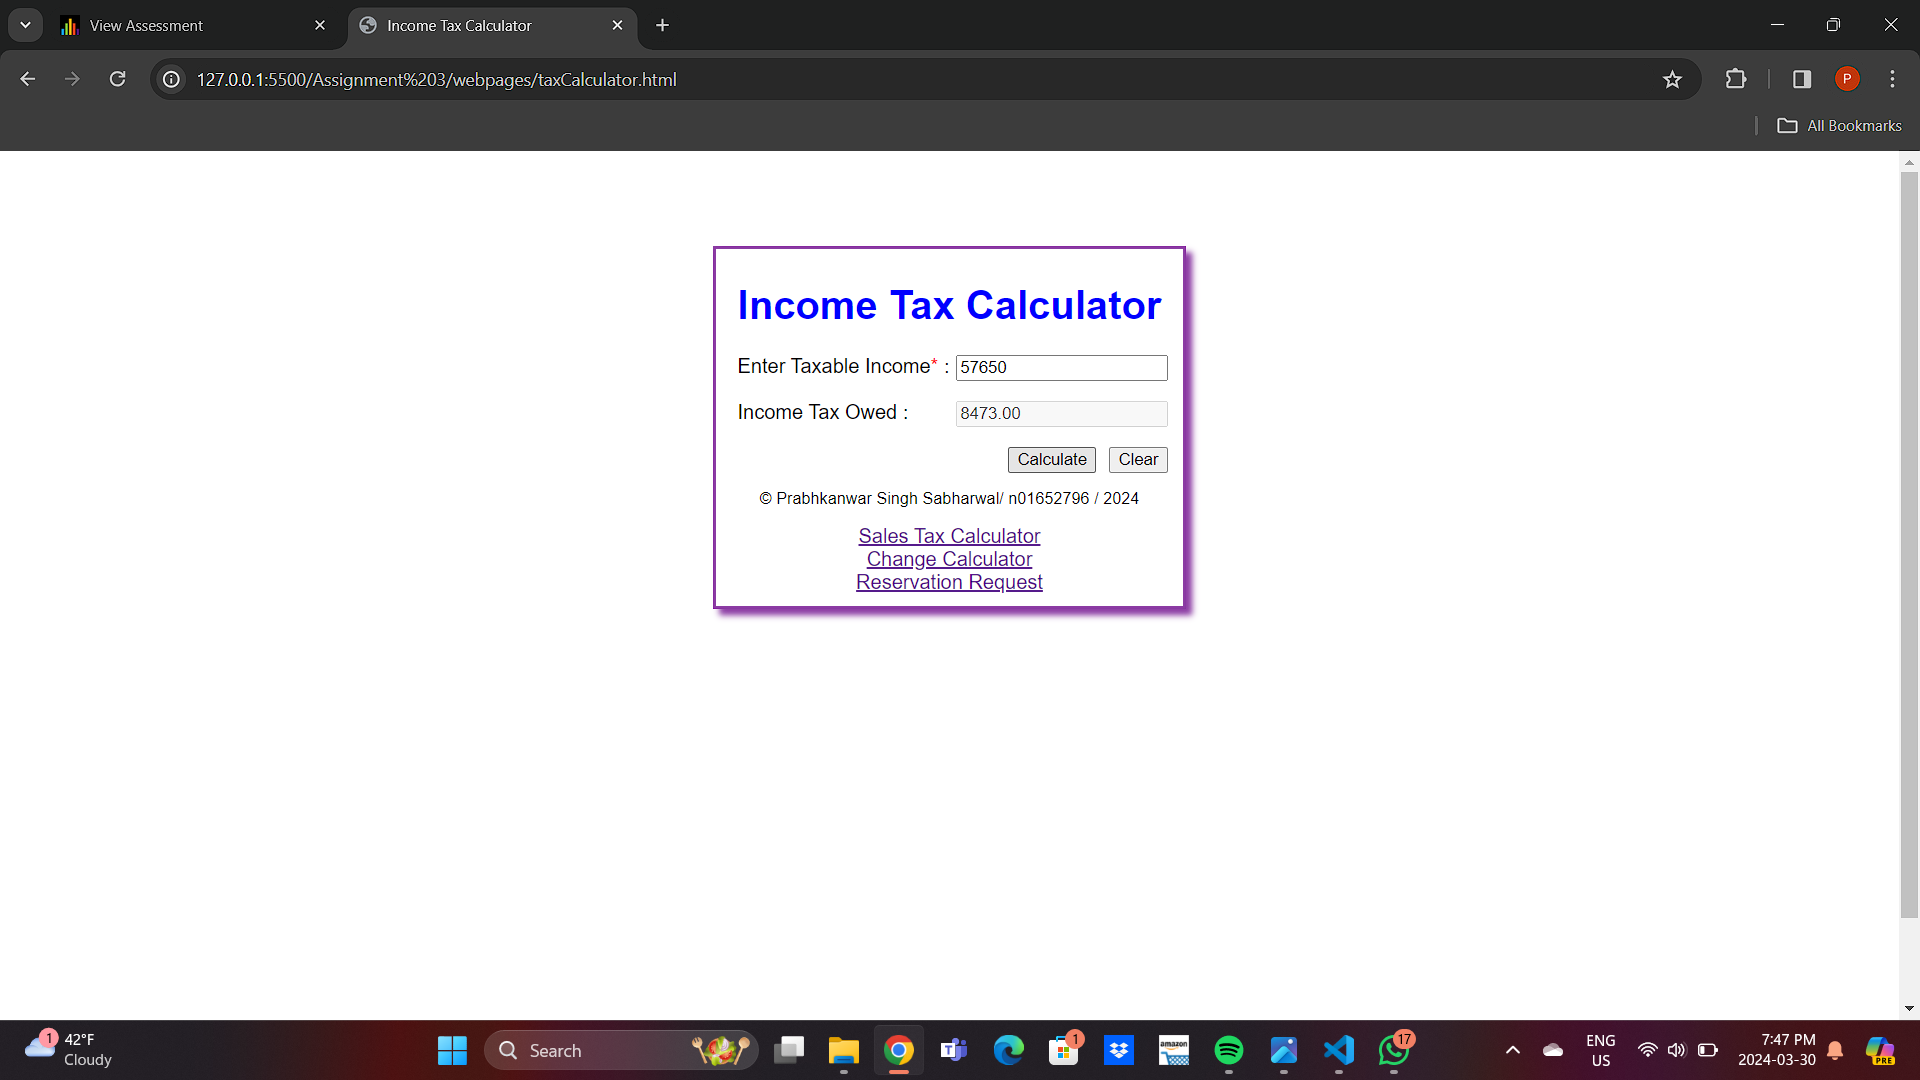 View Assessment
Income Tax Calculator
127.0.0.1:5500/Assignment%203/webpages/taxCalculator.html
P
All Bookmarks
Income Tax Calculator
Enter Taxable Income* : 57650
Income Tax Owed : 8473.00
Calculate Clear
© Prabhkanwar Singh Sabharwal/ n01652796 / 2024
Sales Tax Calculator
Change Calculator
Reservation Request
1
42°F
Cloudy
Search
1
amazon
17
ENG
US
7:47 PM
2024-03-30
PRE